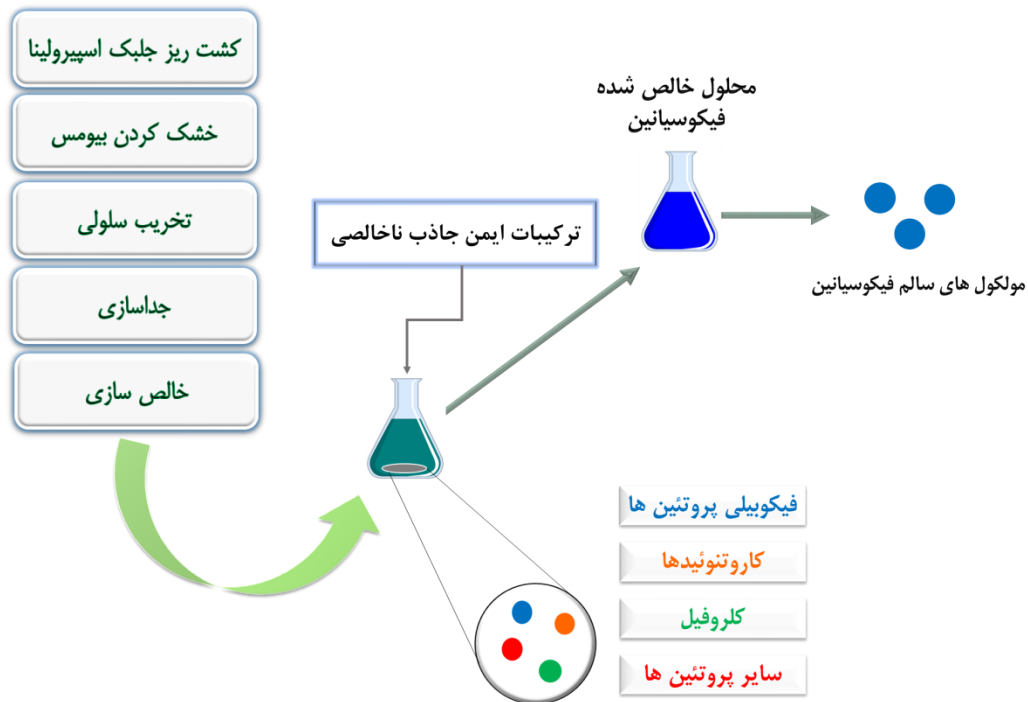 کشت ریز جلبک اسپیرولینا
خشک کردن بیومس
تخریب سلولی
جداسازی
خالص سازی
ترکیبات ایمن جاذب ناخالصی
محلول خالص شده
فیکوسیانین
مولکول های سالم فیکوسیانین
فیکوبیلی پروتئین ها
کاروتنوئیدها
کلروفیل
سایر پروتئین ها